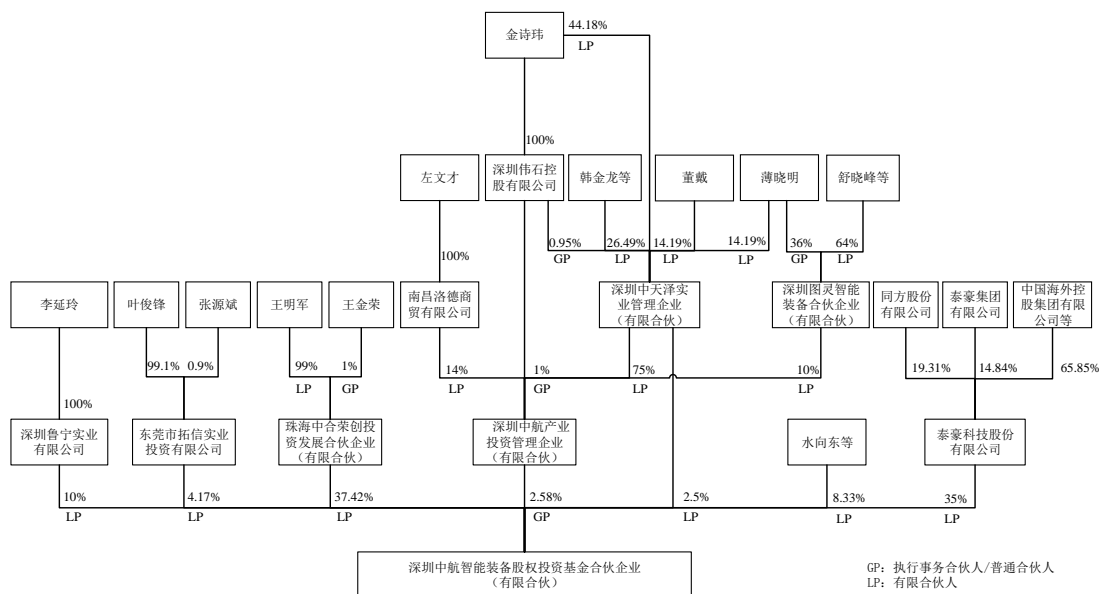 44.18%
金诗玮
LP
100%
左文才
深圳伟石控
股有限公司
韩金龙等
董戴
薄晓明
舒晓峰等
0.95%
26.49%
14.19%
14.19%
36%
64%
GP
LP
LP
LP
GP
LP
100%
李延玲
叶俊锋
张源斌
王明军
王金荣
南昌洛德商
贸有限公司
深圳中天泽实
业管理企业
(有限合伙)
深圳图灵智能
装备合伙企业
(有限合伙)
同方股份
有限公司
泰豪集团
有限公司
中国海外控
股集团有限
公司等
99.1%
0.9%
99%
1%
14%
1%
75%
10%
19.31%
14.84%
65.85%
LP
GP
LP
GP
LP
LP
100%
深圳鲁宁实业
有限公司
东莞市拓信实业
投资有限公司
珠海中合荣创投
资发展合伙企业
(有限合伙)
深圳中航产业
投资管理企业
(有限合伙)
水向东等
泰豪科技股份
有限公司
10%
4.17%
37.42%
2.58%
2.5%
8.33%
35%
LP
LP
LP
GP
LP
LP
LP
深圳中航智能装备股权投资基金合伙企业
(有限合伙)
GP: 执行事务合伙人/普通合伙人
LP: 有限合伙人